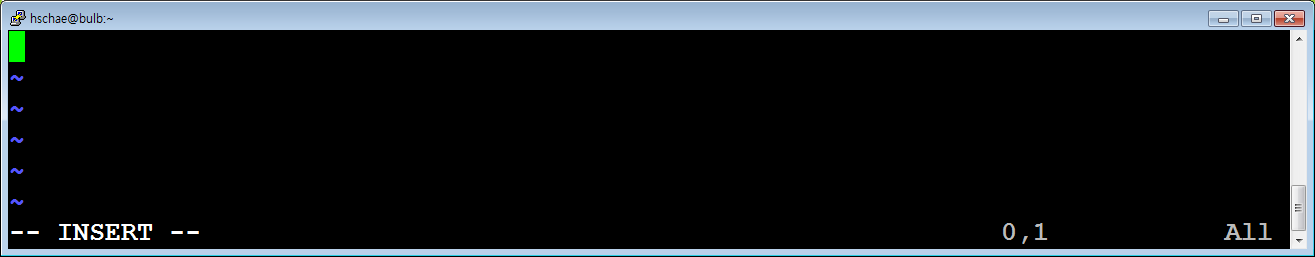 hschae@bulb:~
~
~
~
~
~
-- INSERT -- 0,1 All